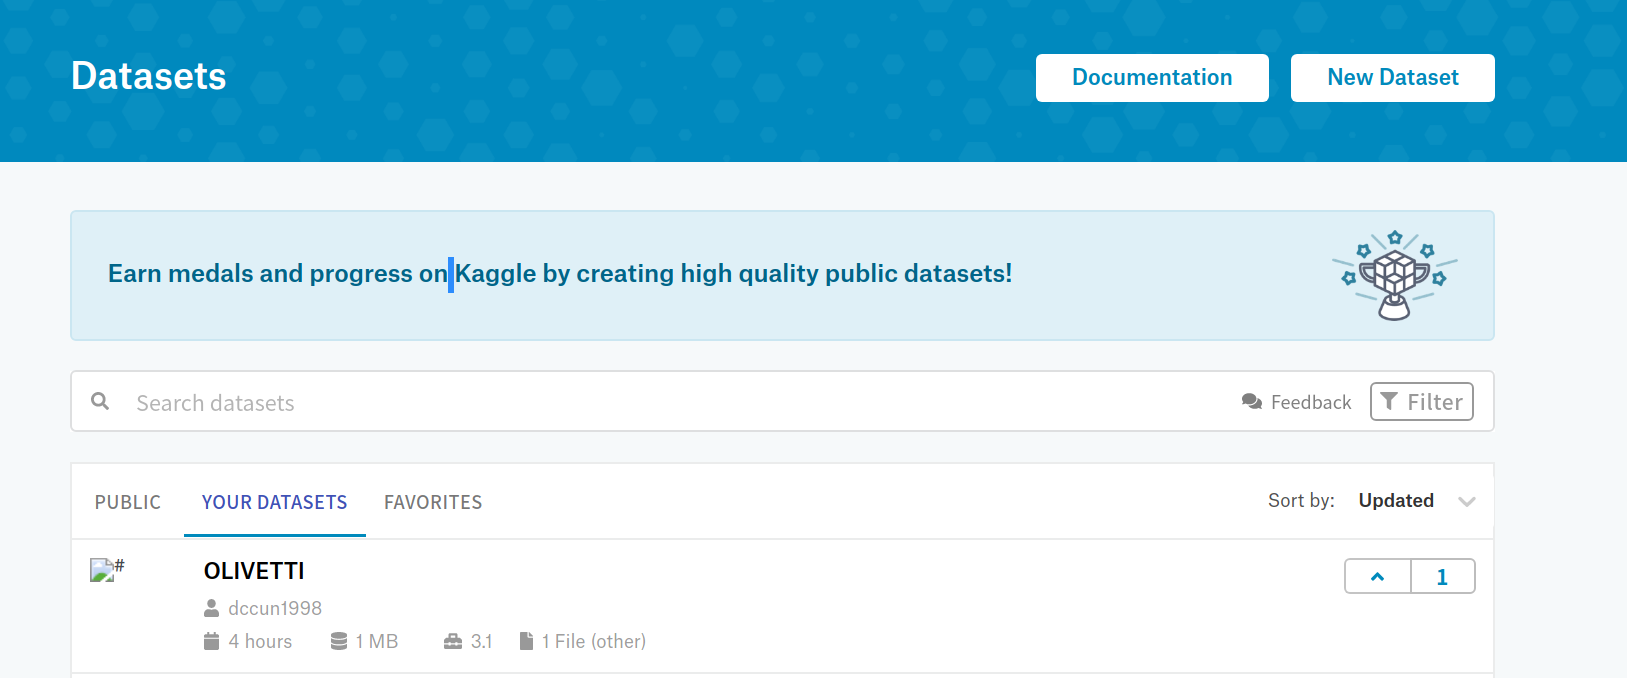 Datasets
Documentation
New Dataset
Earn medals and progress on Kaggle by creating high quality public datasets!
Search datasets
Feedback
Filter
PUBLIC
YOUR DATASETS
FAVORITES
Sort by: Updated
#
OLIVETTI
1
dccun1998
4 hours
1 MB
3.1
1 File (other)